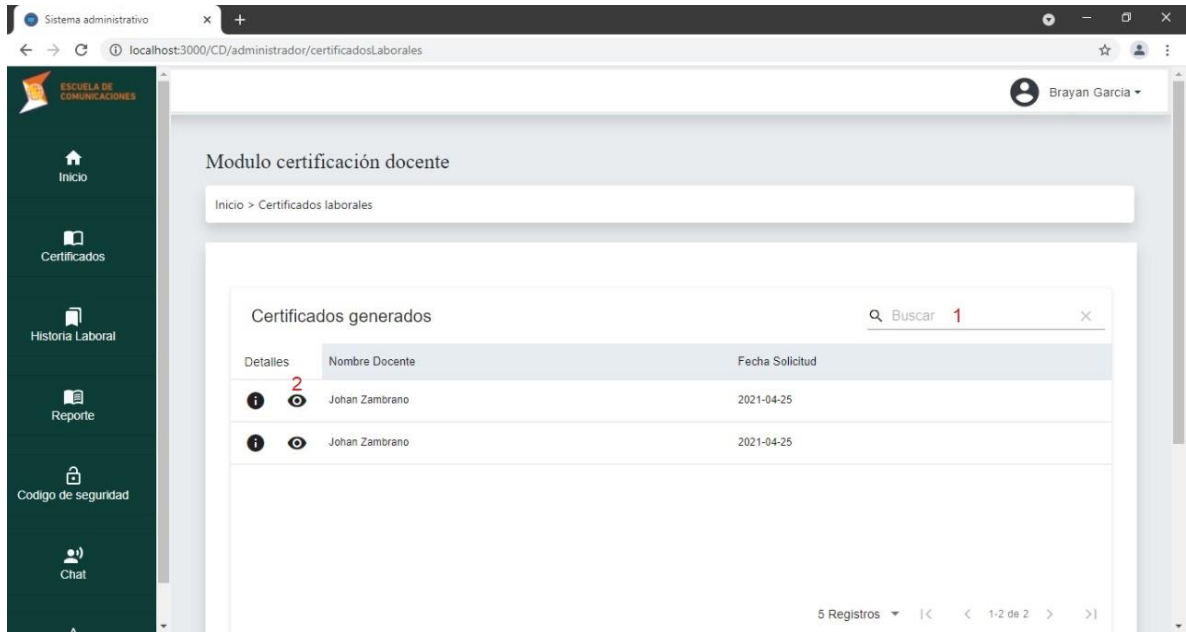 Sistema administrativo
localhost:3000/CD/administrador/certificadosLaborales
ESCUELA DE
COMUNICACIONES
Brayan Garcia
Inicio
Certificados
Historia Laboral
Reporte
Codigo de seguridad
Chat
Modulo certificación docente
Inicio > Certificados laborales
Certificados generados
Buscar 1
Detalles Nombre Docente Fecha Solicitud
2
Johan Zambrano 2021-04-25
Johan Zambrano 2021-04-25
5 Registros 1-2 de 2